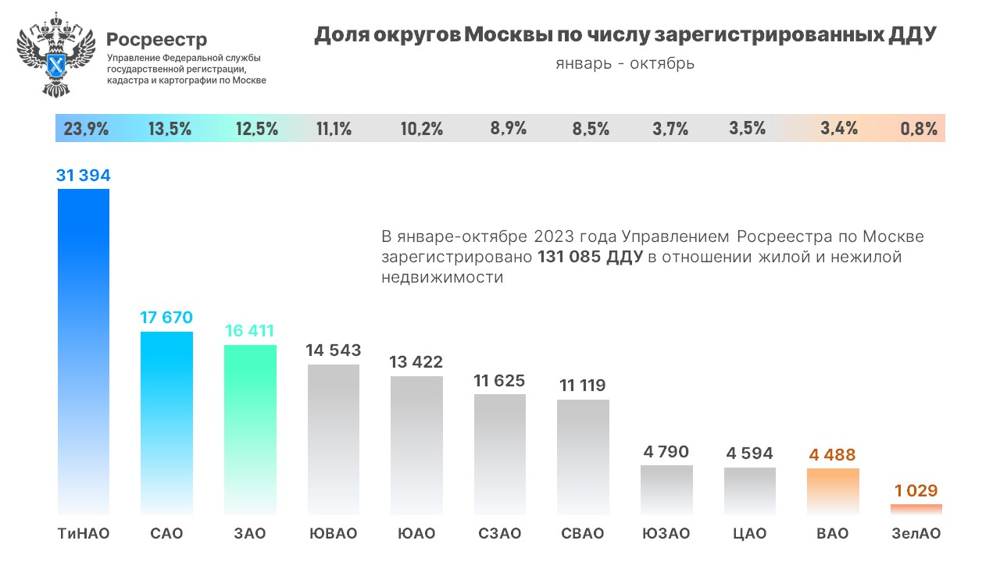 Росреестр
Управление Федеральной службы
государственной регистрации,
кадастра и картографии по Москве
Доля округов Москвы по числу зарегистрированных ДДУ
январь - октябрь
23,9% 13,5% 12,5% 11,1% 10,2% 8,9% 8,5% 3,7% 3,5% 3,4% 0,8%
31 394
17 670
16 411
14 543
13 422
11 625
11 119
4 790
4 594
4 488
1 029
В январе-октябре 2023 года Управлением Росреестра по Москве
зарегистрировано 131 085 ДДУ в отношении жилой и нежилой
недвижимости
ТиНАО САО ЗАО ЮВАО ЮАО СЗАО СВАО ЮЗАО ЦАО ВАО ЗелАО